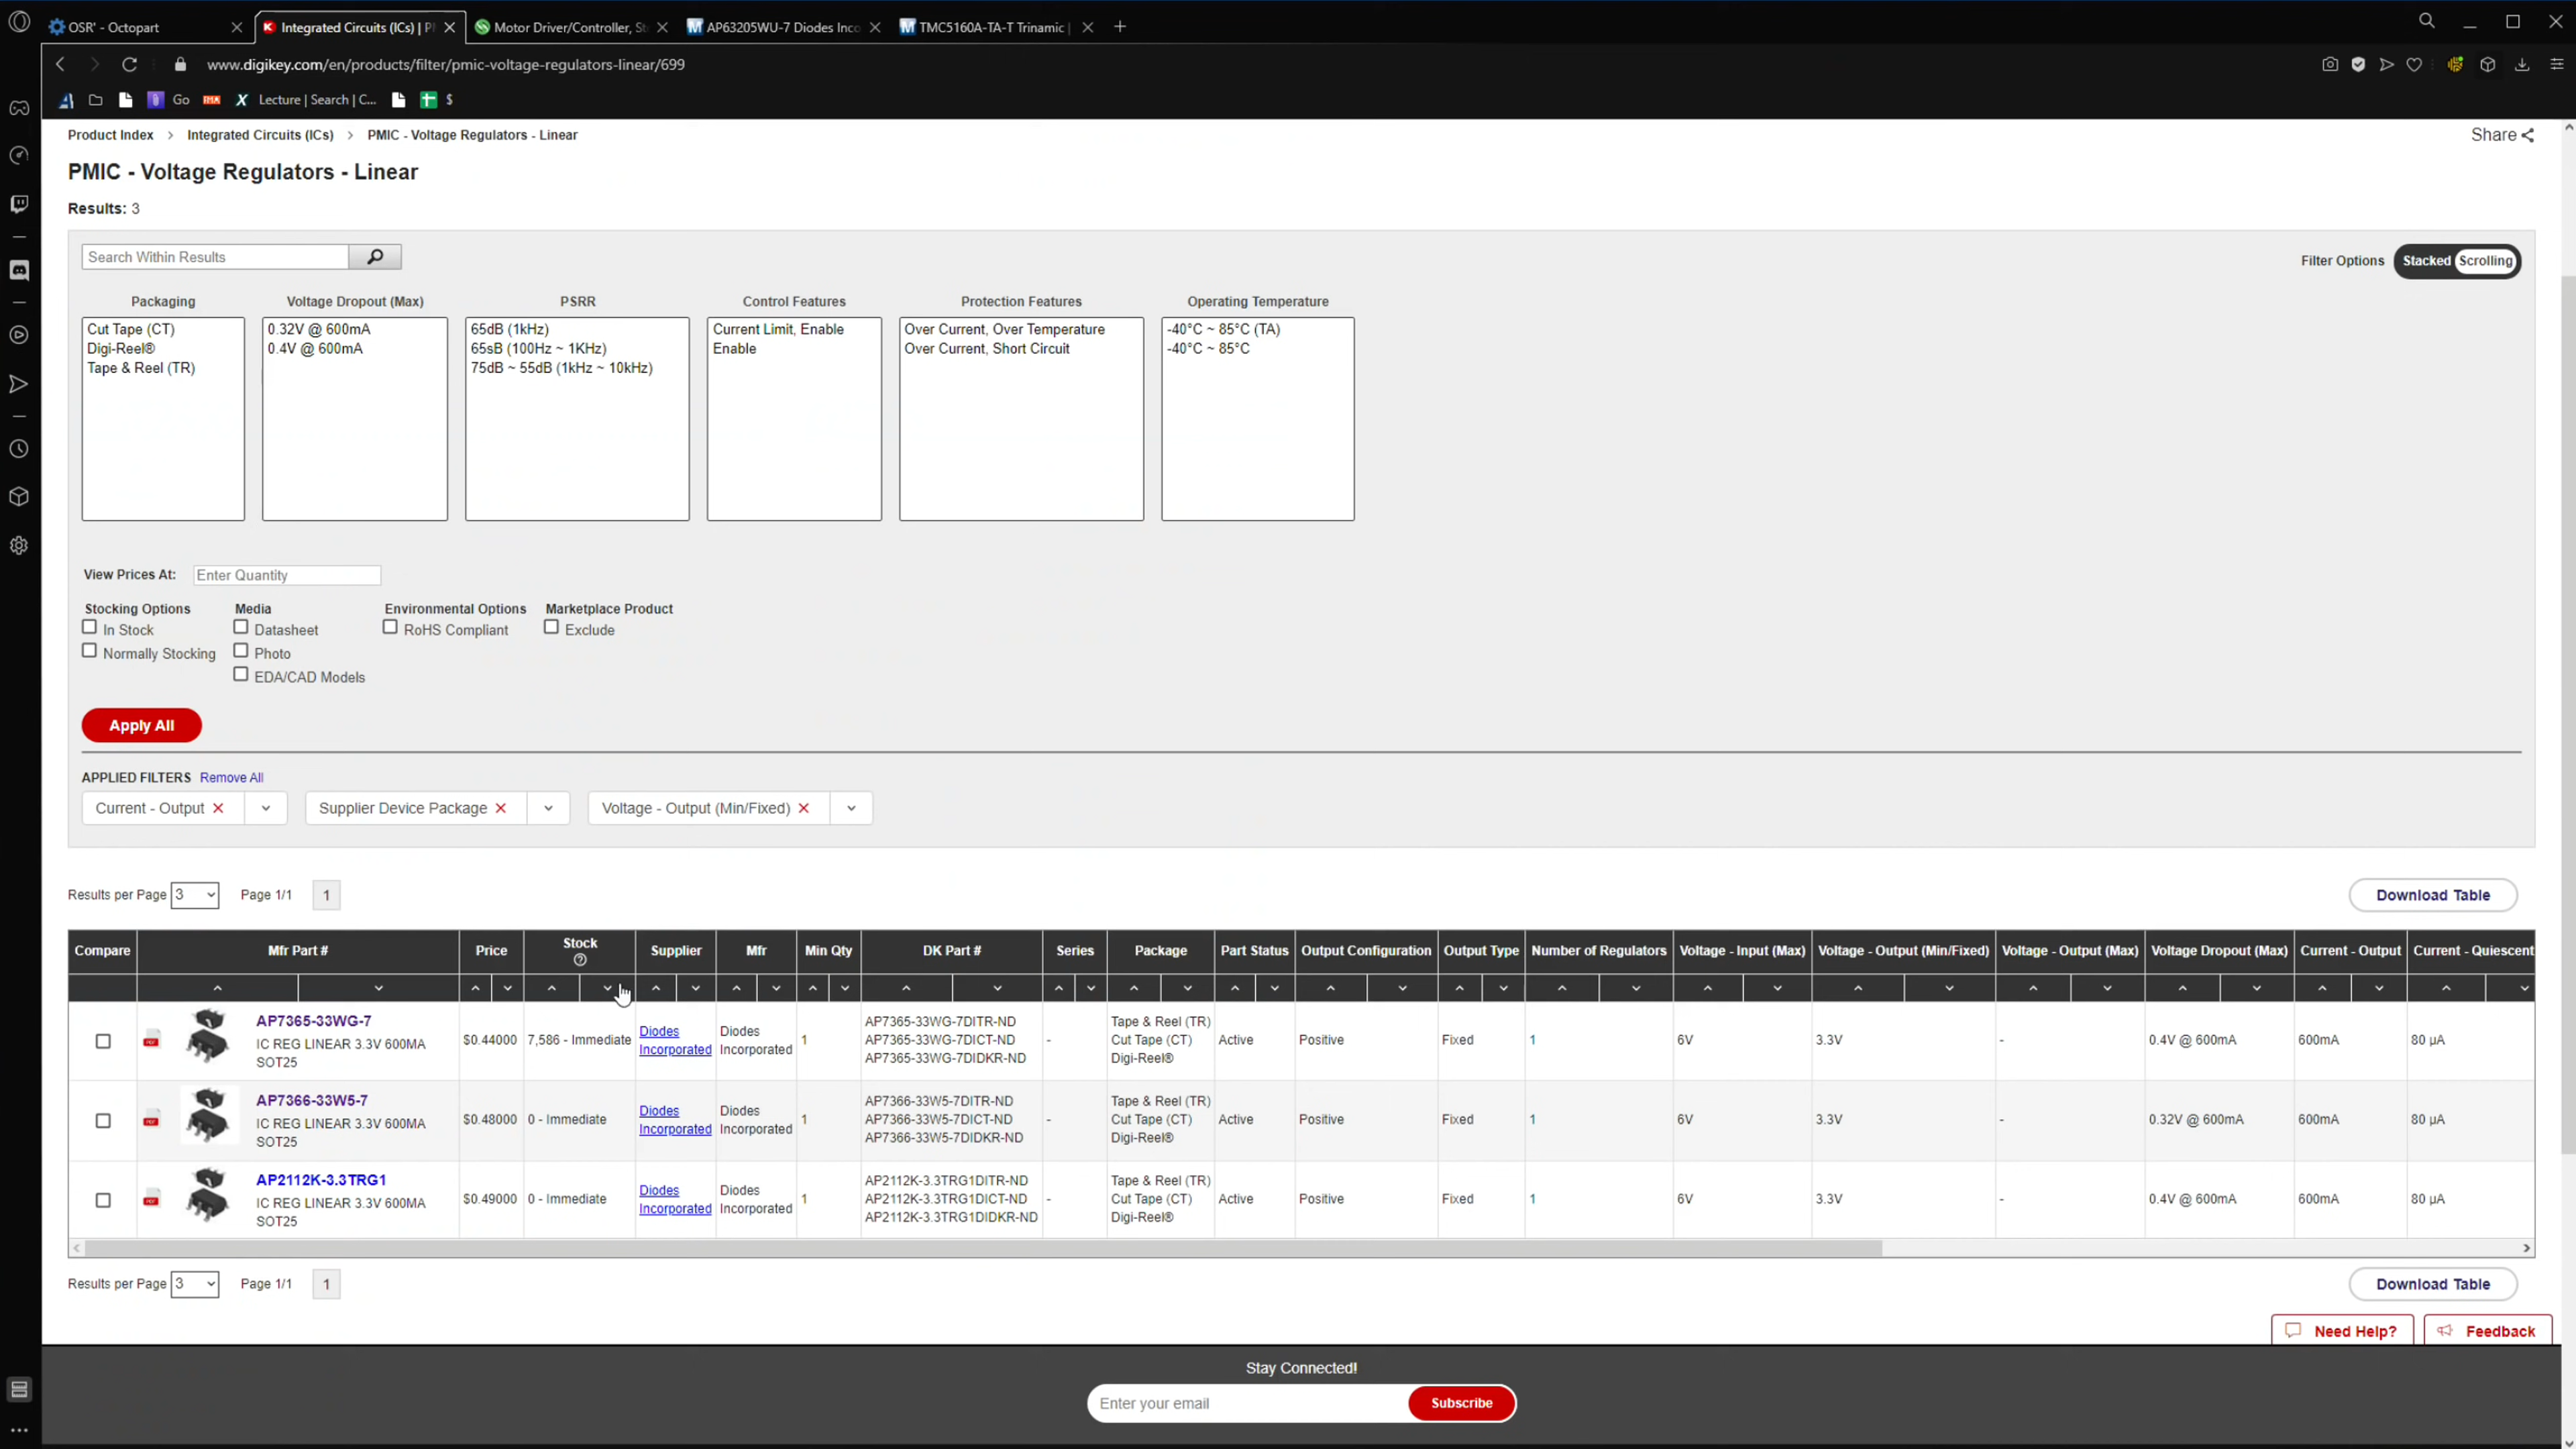 OSR' - Octopart
Integrated Circuits (ICs) | P
Motor Driver/Controller, St
AP63205WU-7 Diodes Inco
TMC5160A-TA-T Trinamic |
www.digikey.com/en/products/filter/pmic-voltage-regulators-linear/699
Go
Lecture | Search | C...
$
Product Index > Integrated Circuits (ICs) > PMIC - Voltage Regulators - Linear
Share
PMIC - Voltage Regulators - Linear
Results: 3
Search Within Results
Filter Options Stacked Scrolling
Packaging Voltage Dropout (Max) PSRR Control Features Protection Features Operating Temperature
Cut Tape (CT) 0.32V @ 600mA 65dB (1kHz) Current Limit, Enable Over Current, Over Temperature -40°C ~ 85°C (TA)
Digi-Reel® 0.4V @ 600mA 65sB (100Hz ~ 1KHz) Enable Over Current, Short Circuit -40°C ~ 85°C
Tape & Reel (TR) 75dB ~ 55dB (1kHz ~ 10kHz)
View Prices At: Enter Quantity
Stocking Options Media Environmental Options Marketplace Product
In Stock Datasheet RoHS Compliant Exclude
Normally Stocking Photo
EDA/CAD Models
Apply All
APPLIED FILTERS Remove All
Current - Output Supplier Device Package Voltage - Output (Min/Fixed)
Results per Page 3 Page 1/1 1 Download Table
Compare Mfr Part # Price Stock Supplier Mfr Min Qty DK Part # Series Package Part Status Output Configuration Output Type Number of Regulators Voltage - Input (Max) Voltage - Output (Min/Fixed) Voltage - Output (Max) Voltage Dropout (Max) Current - Output Current - Quiescent
AP7365-33WG-7 AP7365-33WG-7DITR-ND Tape & Reel (TR)
IC REG LINEAR 3.3V 600MA $0.44000 7,586 - Immediate Diodes Incorporated Diodes Incorporated 1 AP7365-33WG-7DICT-ND - Cut Tape (CT) Active Positive Fixed 1 6V 3.3V - 0.4V @ 600mA 600mA 80 µA
SOT25 AP7365-33WG-7DIDKR-ND Digi-Reel®
AP7366-33W5-7 AP7366-33W5-7DITR-ND Tape & Reel (TR)
IC REG LINEAR 3.3V 600MA $0.48000 0 - Immediate Diodes Incorporated Diodes Incorporated 1 AP7366-33W5-7DICT-ND - Cut Tape (CT) Active Positive Fixed 1 6V 3.3V - 0.32V @ 600mA 600mA 80 µA
SOT25 AP7366-33W5-7DIDKR-ND Digi-Reel®
AP2112K-3.3TRG1 AP2112K-3.3TRG1DITR-ND Tape & Reel (TR)
IC REG LINEAR 3.3V 600MA $0.49000 0 - Immediate Diodes Incorporated Diodes Incorporated 1 AP2112K-3.3TRG1DICT-ND - Cut Tape (CT) Active Positive Fixed 1 6V 3.3V - 0.4V @ 600mA 600mA 80 µA
SOT25 AP2112K-3.3TRG1DIDKR-ND Digi-Reel®
Results per Page 3 Page 1/1 1 Download Table
Need Help? Feedback
Stay Connected!
Enter your email Subscribe